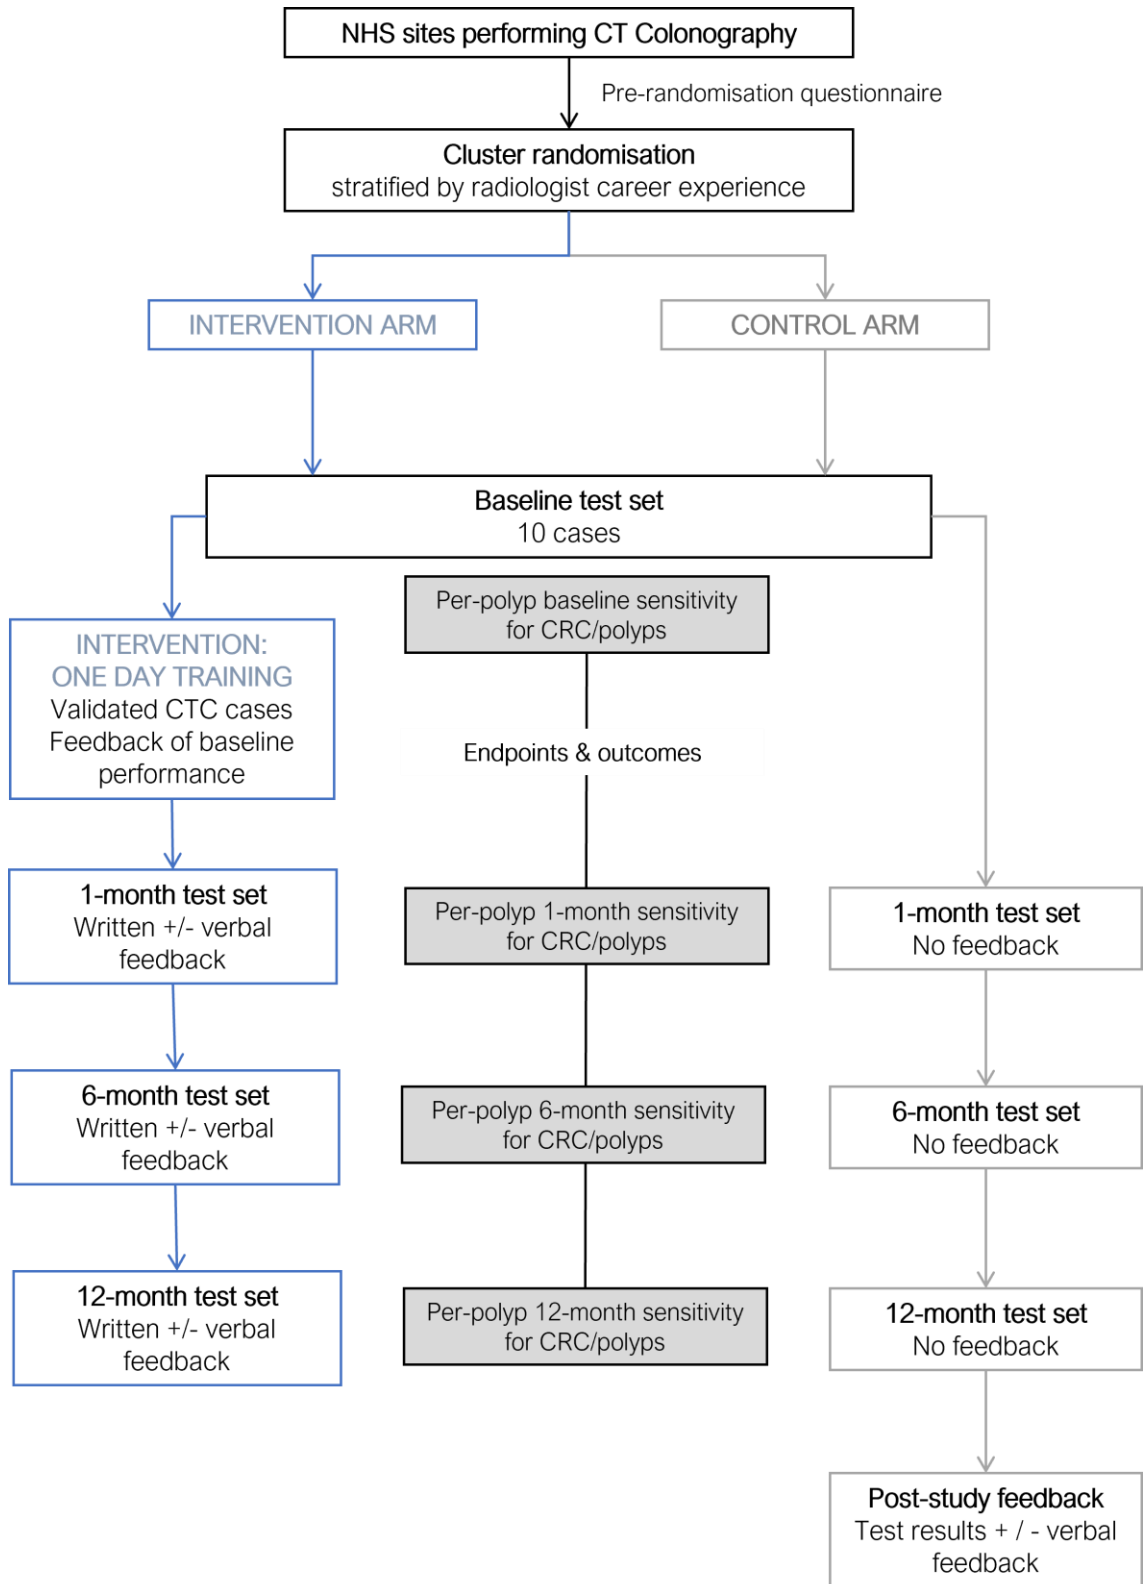 NHS sites performing CT Colonography
Pre-randomisation questionnaire
Cluster randomisation
stratified by radiologist career experience
INTERVENTION ARM
CONTROL ARM
Baseline test set
10 cases
INTERVENTION:
ONE DAY TRAINING
Validated CTC cases
Feedback of baseline
performance
Per-polyp baseline sensitivity
for CRC/polyps
Endpoints & outcomes
1-month test set
Written +/- verbal
feedback
Per-polyp 1-month sensitivity
for CRC/polyps
1-month test set
No feedback
6-month test set
Written +/- verbal
feedback
Per-polyp 6-month sensitivity
for CRC/polyps
6-month test set
No feedback
12-month test set
Written +/- verbal
feedback
Per-polyp 12-month sensitivity
for CRC/polyps
12-month test set
No feedback
Post-study feedback
Test results + / - verbal
feedback